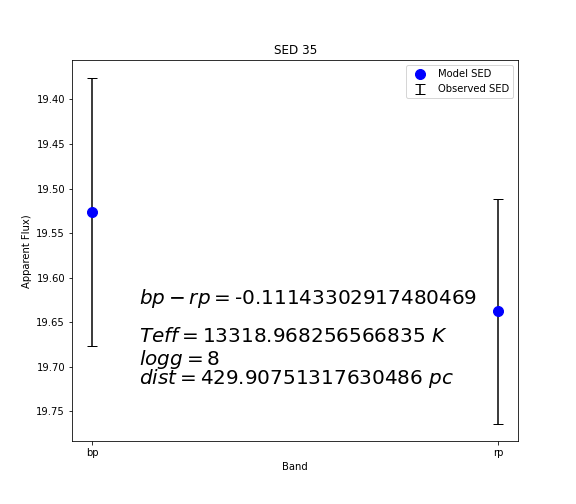 SED 35
Model SED
Observed SED
19.40
19.45
19.50
19.55
19.60
19.65
19.70
19.75
Apparent Flux)
bp − rp = -0.11143302917480469
Teff = 13318.968256566835 K
logg = 8
dist = 429.90751317630486 pc
bp
rp
Band